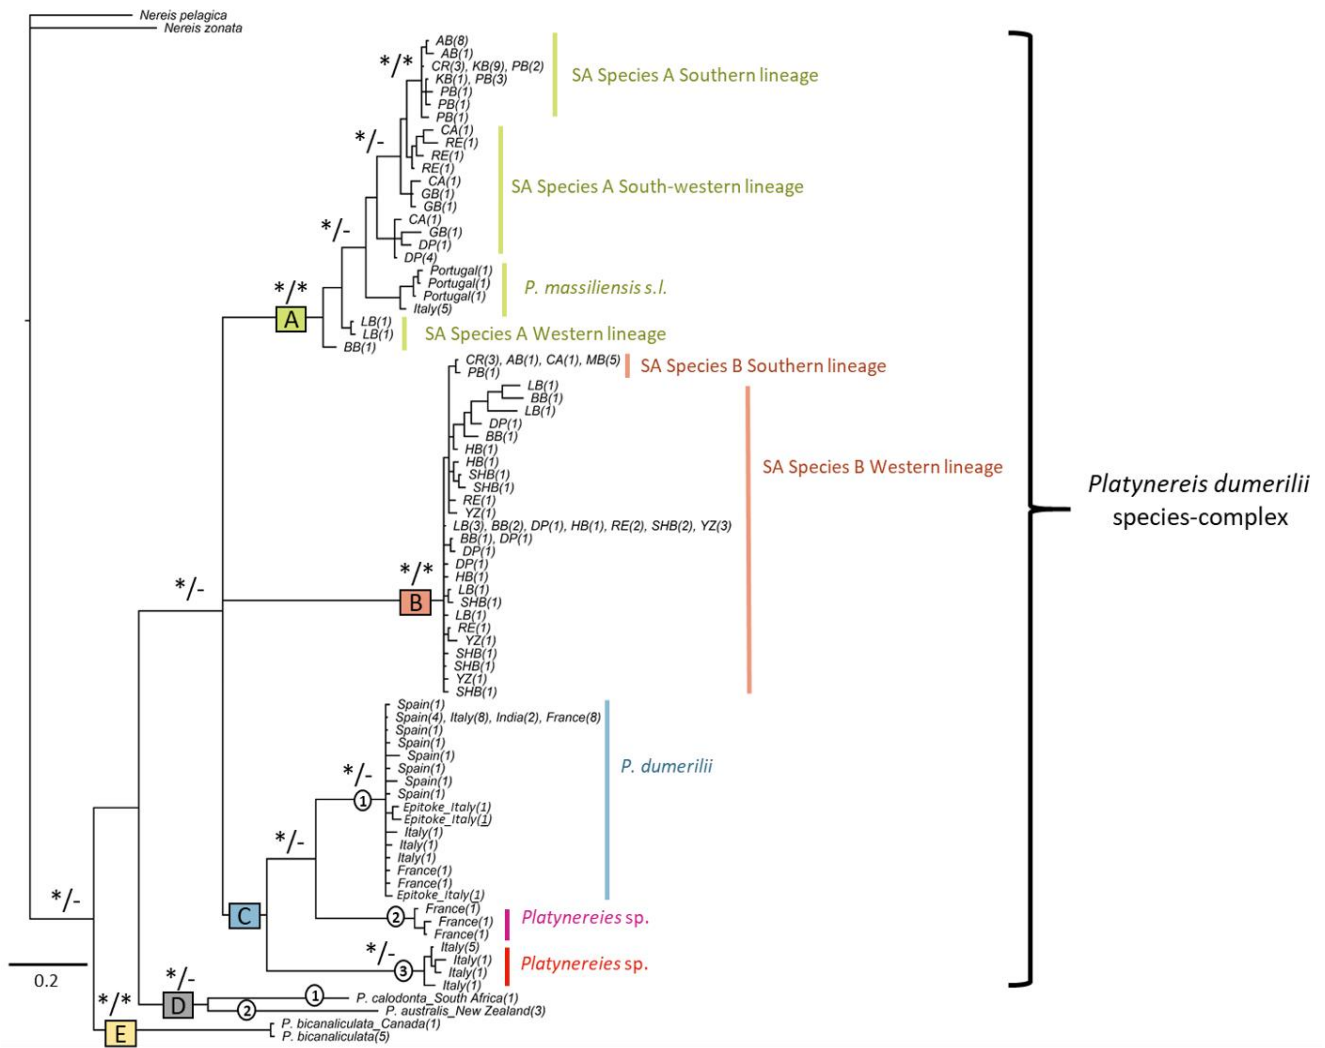 Nereis pelagica
Nereis zonata
AB(8)
AB(1)
*/*
CR(3), KB(9), PB(2)
SA Species A Southern lineage
KB(1), PB(3)
PB(1)
PB(1)
PB(1)
CA(1)
*/-
RE(1)
RE(1)
RE(1)
CA(1)
SA Species A South-western lineage
GB(1)
GB(1)
CA(1)
*/-
GB(1)
DP(1)
DP(4)
Portugal(1)
Portugal(1)
P. massiliensis s.l.
*/*
Portugal(1)
Italy(5)
A
LB(1)
LB(1)
SA Species A Western lineage
BB(1)
CR(3), AB(1), CA(1), MB(5)
SA Species B Southern lineage
PB(1)
LB(1)
BB(1)
LB(1)
DP(1)
BB(1)
HB(1)
HB(1)
SA Species B Western lineage
SHB(1)
SHB(1)
Platynereis dumerilii
species-complex
RE(1)
YZ(1)
LB(3), BB(2), DP(1), HB(1), RE(2), SHB(2), YZ(3)
BB(1), DP(1)
DP(1)
DP(1)
*/*
HB(1)
*/-
LB(1)
B
SHB(1)
LB(1)
RE(1)
YZ(1)
SHB(1)
SHB(1)
YZ(1)
SHB(1)
Spain(1)
Spain(4), Italy(8), India(2), France(8)
Spain(1)
Spain(1)
Spain(1)
P. dumerilii
*/-
Spain(1)
Spain(1)
Spain(1)
1
Epitoke_Italy(1)
Epitoke_Italy(1)
Italy(1)
*/-
Italy(1)
Italy(1)
France(1)
France(1)
Epitoke_Italy(1)
*/-
C
2
France(1)
France(1)
Platynereies sp.
France(1)
*/-
Italy(5)
Italy(1)
Platynereies sp.
3
Italy(1)
Italy(1)
0.2
*/-
*/*
D
1
P. calodonta_South Africa(1)
2
P. australis_New Zealand(3)
E
P. bicanaliculata_Canada(1)
P. bicanaliculata(5)